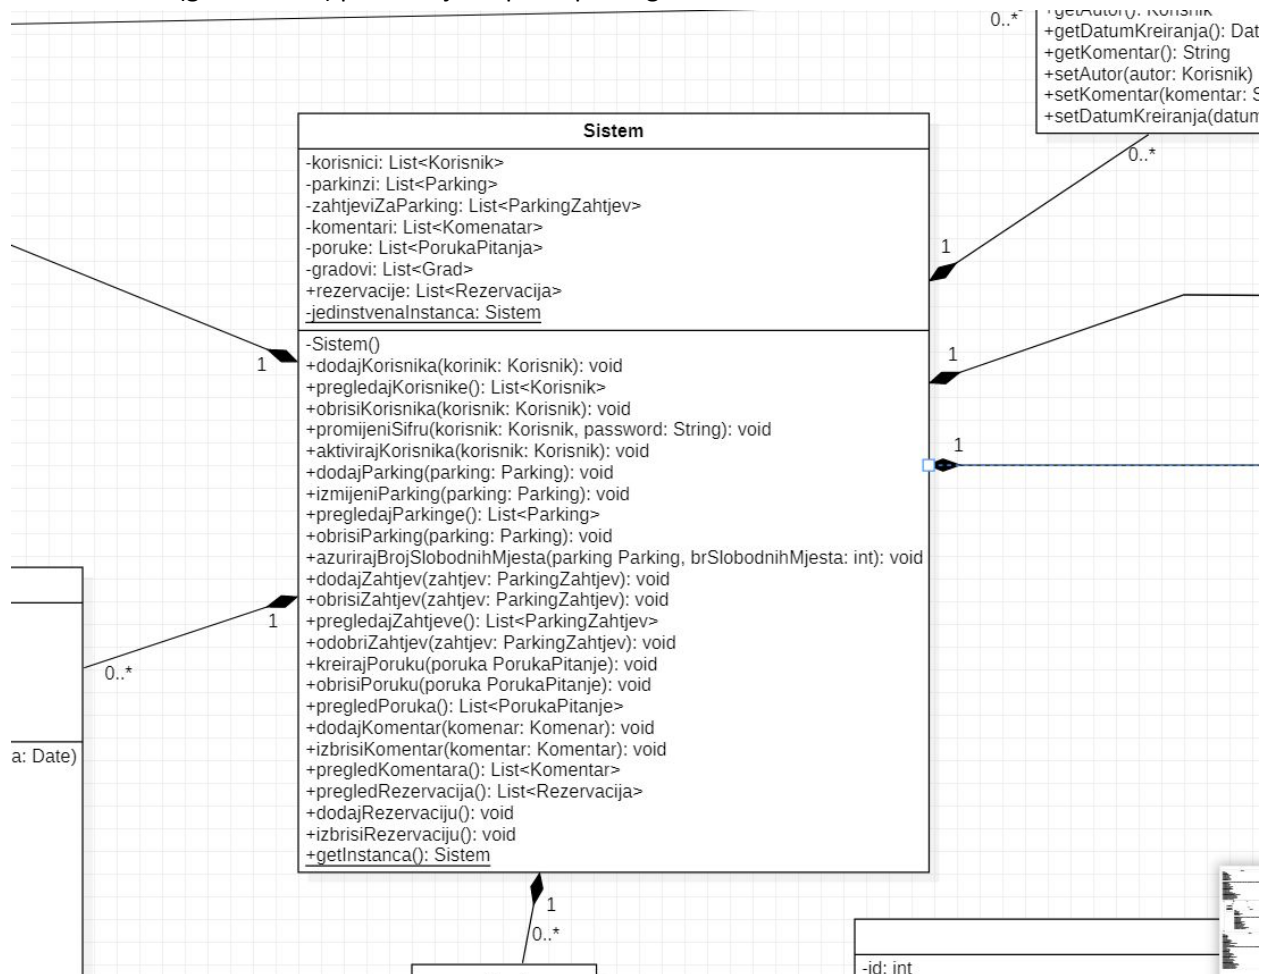 0..*
+getAutor(): Korisnik
+getDatumKreiranja(): Dat
+getKomentar(): String
+setAutor(autor: Korisnik)
+setKomentar(komentar: S
+setDatumKreiranja(datum
0..*
Sistem
-korisnici: List<Korisnik>
-parkinzi: List<Parking>
-zahtjeviZaParking: List<ParkingZahtjev>
-komentari: List<Komenatar>
-poruke: List<PorukaPitanja>
-gradovi: List<Grad>
+rezervacije: List<Rezervacija>
-jedinstvenaInstanca: Sistem
1
-Sistem()
+dodajKorisnika(korinik: Korisnik): void
+pregledajKorisnike(): List<Korisnik>
+obrisiKorisnika(korisnik: Korisnik): void
+promijeniSifru(korisnik: Korisnik, password: String): void
+aktivirajKorisnika(korisnik: Korisnik): void
+dodajParking(parking: Parking): void
+izmijeniParking(parking: Parking): void
+pregledajParkinge(): List<Parking>
+obrisiParking(parking: Parking): void
+azurirajBrojSlobodnihMjesta(parking Parking, brSlobodnihMjesta: int): void
+dodajZahtjev(zahtjev: ParkingZahtjev): void
+obrisiZahtjev(zahtjev: ParkingZahtjev): void
+pregledajZahtjeve(): List<ParkingZahtjev>
+odobriZahtjev(zahtjev: ParkingZahtjev): void
+kreirajPoruku(poruka PorukaPitanje): void
+obrisiPoruku(poruka PorukaPitanje): void
+pregledPoruka(): List<PorukaPitanje>
+dodajKomentar(komenar: Komenar): void
+izbrisiKomentar(komentar: Komentar): void
+pregledKomentara(): List<Komentar>
+pregledRezervacija(): List<Rezervacija>
+dodajRezervaciju(): void
+izbrisiRezervaciju(): void
+getInstanca(): Sistem
1
1
1
1
0..*
a: Date)
1
0..*
-id: int